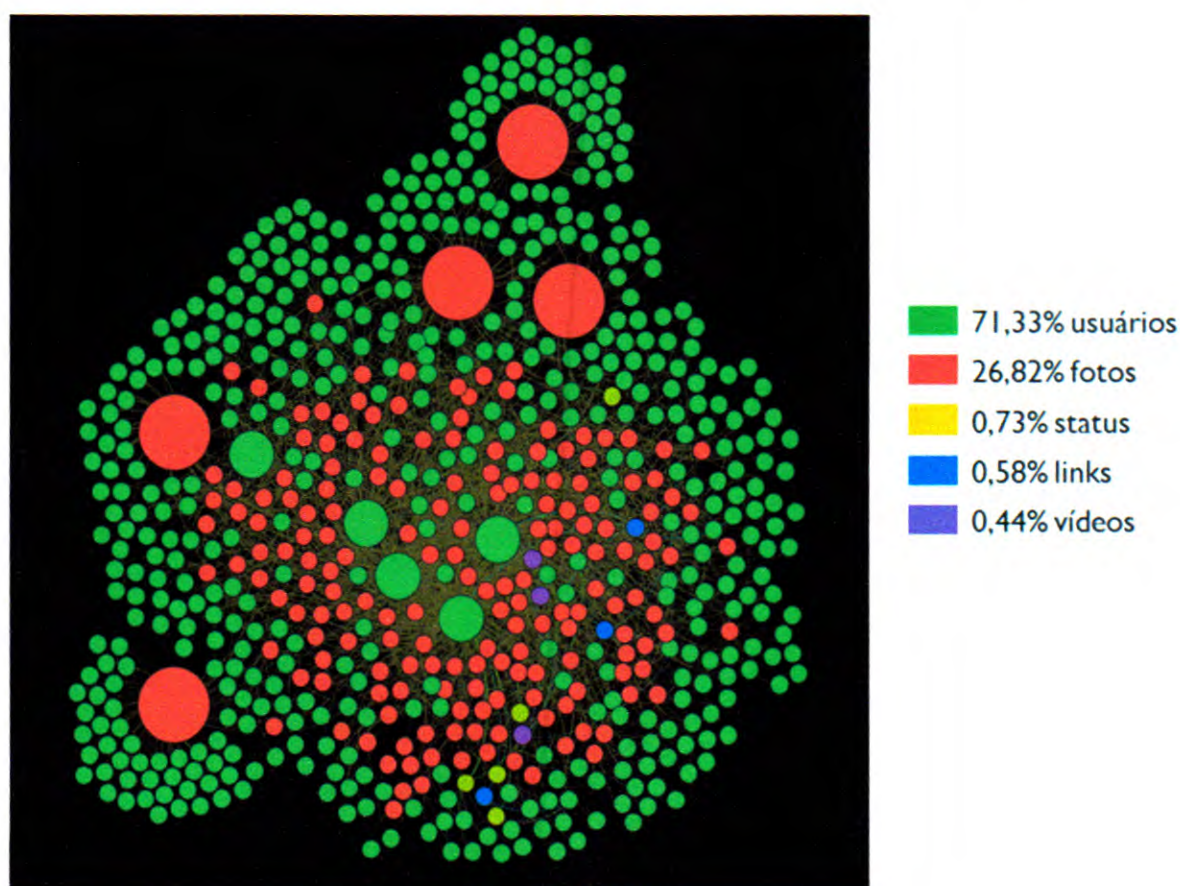 71,33% usuários
26,82% fotos
0,73% status
0,58% links
0,44% vídeos